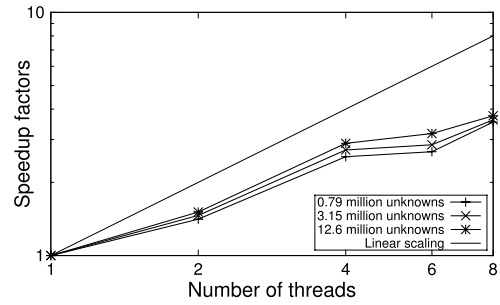 10
Speedup factors
1
0.79 million unknowns
3.15 million unknowns
12.6 million unknowns
Linear scaling
1 2 4 6 8
Number of threads